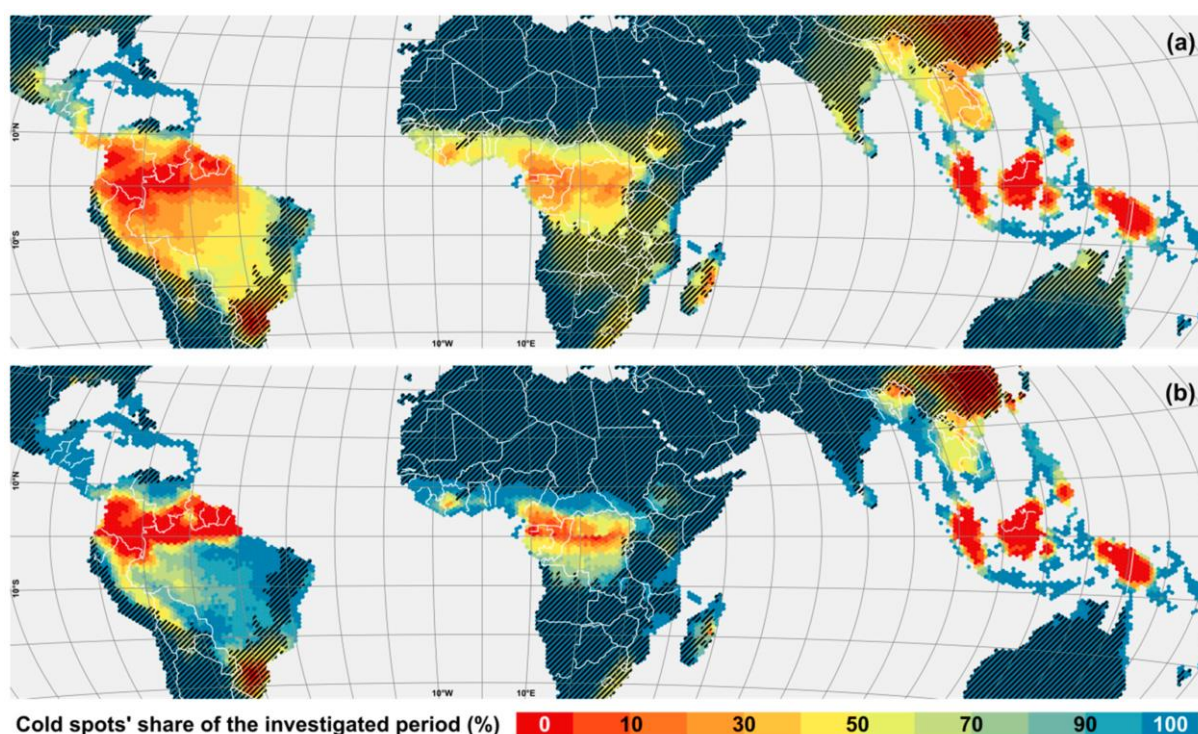 (a)
10°N
10°S
10°W 10°E
(b)
10°N
10°S
10°W 10°E
Cold spots' share of the investigated period (%) 0 10 30 50 70 90 100